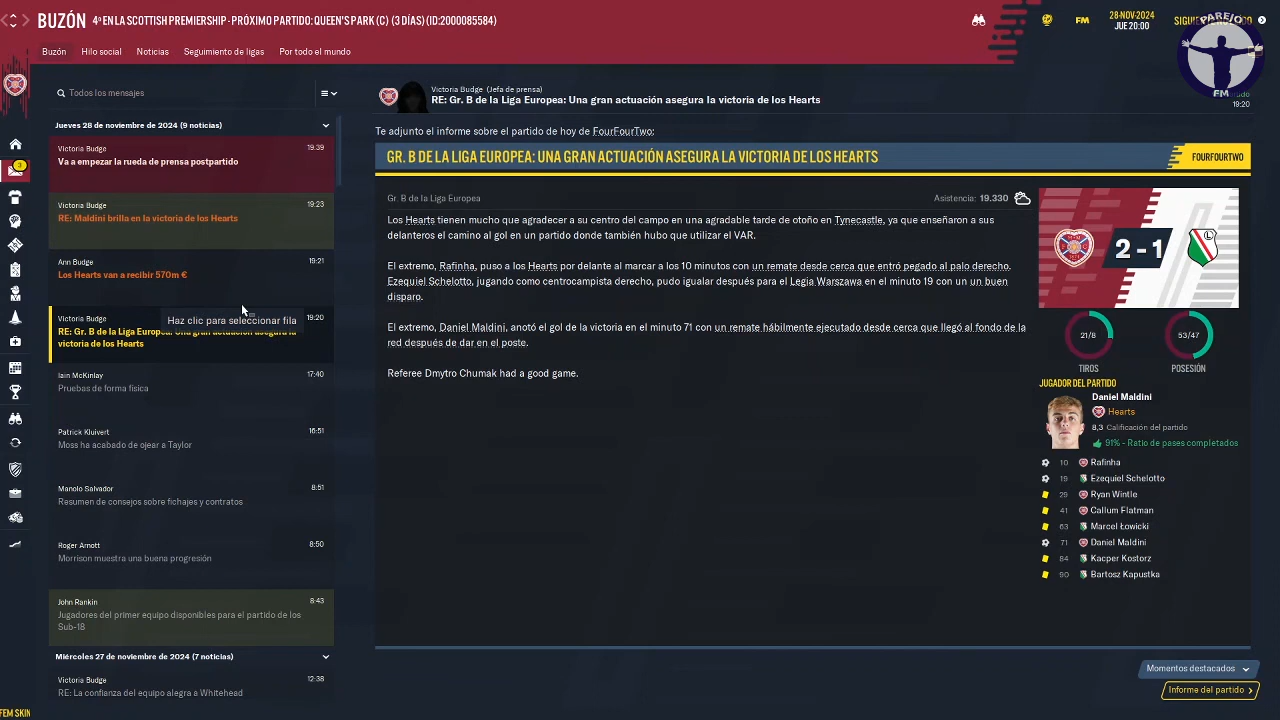 BUZÓN
4º EN LA SCOTTISH PREMIERSHIP - PRÓXIMO PARTIDO: QUEEN'S PARK (C) (3 DÍAS) (ID:2000085584)
FM
28-NOV-2024
JUE 20:00
PAREJO
FM
Buzón
Hilo social
Noticias
Seguimiento de ligas
Por todo el mundo
Todos los mensajes
Jueves 28 de noviembre de 2024 (9 noticias)
Victoria Budge
19:39
Va a empezar la rueda de prensa postpartido
Victoria Budge
19:23
RE: Maldini brilla en la victoria de los Hearts
Ann Budge
19:21
Los Hearts van a recibir 570m €
Victoria Budge
19:20
Haz clic para seleccionar fila
RE: Gr. B de la Liga Europea: Una gran actuación asegura la
victoria de los Hearts
Iain McKinlay
17:40
Pruebas de forma física
Patrick Kluivert
16:51
Moss ha acabado de ojear a Taylor
Manolo Salvador
8:51
Resumen de consejos sobre fichajes y contratos
Roger Arnott
8:50
Morrison muestra una buena progresión
John Rankin
8:43
Jugadores del primer equipo disponibles para el partido de los
Sub-18
Miércoles 27 de noviembre de 2024 (7 noticias)
Victoria Budge
12:38
RE: La confianza del equipo alegra a Whitehead
3
FEM SKIN
Victoria Budge (Jefa de prensa)
RE: Gr. B de la Liga Europea: Una gran actuación asegura la victoria de los Hearts
19:20
Te adjunto el informe sobre el partido de hoy de FourFourTwo:
GR. B DE LA LIGA EUROPEA: UNA GRAN ACTUACIÓN ASEGURA LA VICTORIA DE LOS HEARTS
FOURFOURTWO
Gr. B de la Liga Europea
Asistencia: 19.330
Los Hearts tienen mucho que agradecer a su centro del campo en una agradable tarde de otoño en Tynecastle, ya que enseñaron a sus
delanteros el camino al gol en un partido donde también hubo que utilizar el VAR.
El extremo, Rafinha, puso a los Hearts por delante al marcar a los 10 minutos con un remate desde cerca que entró pegado al palo derecho.
Ezequiel Schelotto, jugando como centrocampista derecho, pudo igualar después para el Legia Warszawa en el minuto 19 con un buen
disparo.
El extremo, Daniel Maldini, anotó el gol de la victoria en el minuto 71 con un remate hábilmente ejecutado desde cerca que llegó al fondo de la
red después de dar en el poste.
Referee Dmytro Chumak had a good game.
2 - 1
21/8
53/47
TIROS
POSESIÓN
JUGADOR DEL PARTIDO
Daniel Maldini
Hearts
8,3 Calificación del partido
91% - Ratio de pases completados
10 Rafinha
19 Ezequiel Schelotto
29 Ryan Wintle
41 Callum Flatman
63 Marcel Łowicki
71 Daniel Maldini
84 Kacper Kostorz
90 Bartosz Kapustka
Momentos destacados
Informe del partido